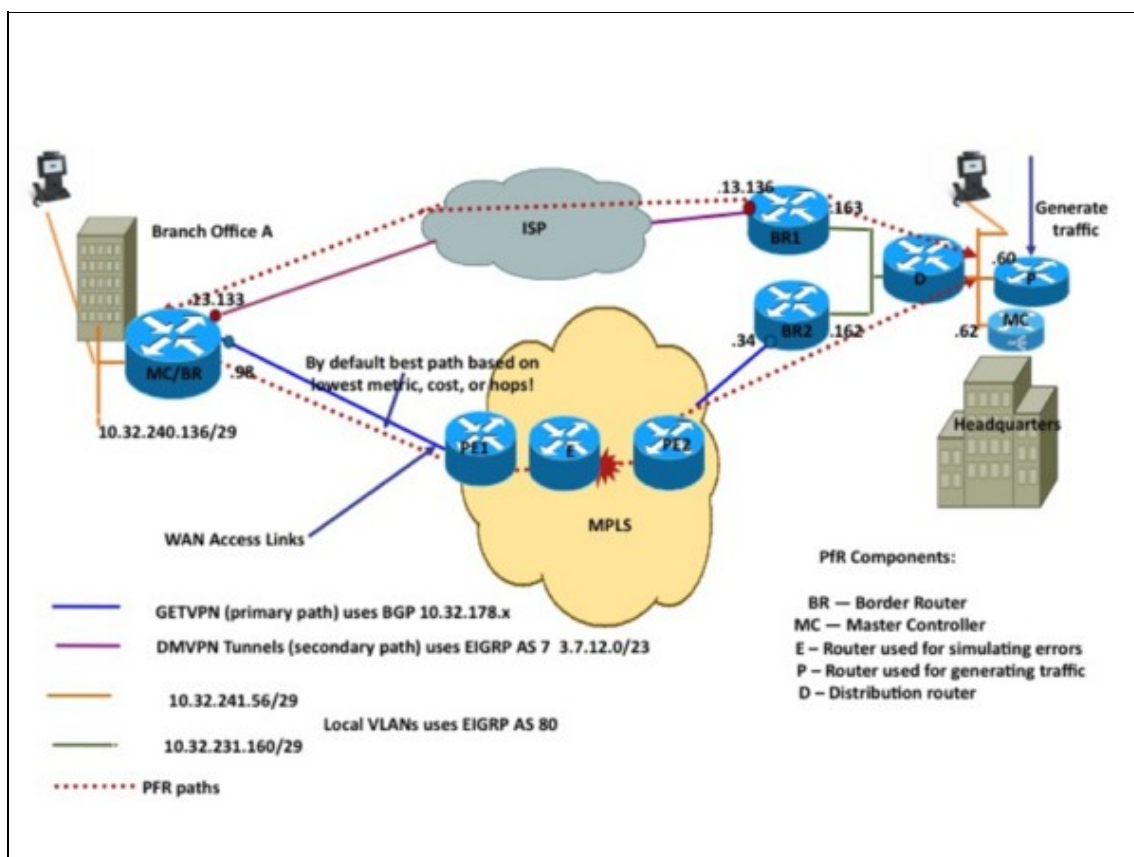 .13.136
ISP
.163
BR1
Generate
traffic
Branch Office A
.60
D
P
.13.133
BR2
MC
.34
.162
.62
By default best path based on
lowest metric, cost, or hops!
MC/BR
.98
10.32.240.136/29
Headquarters
PE1
E
PE2
MPLS
WAN Access Links
PfR Components:
GETVPN (primary path) uses BGP 10.32.178.x
BR — Border Router
MC — Master Controller
DMVPN Tunnels (secondary path) uses EIGRP AS 7 3.7.12.0/23
E – Router used for simulating errors
P – Router used for generating traffic
D – Distribution router
10.32.241.56/29
Local VLANs uses EIGRP AS 80
10.32.231.160/29
PFR paths